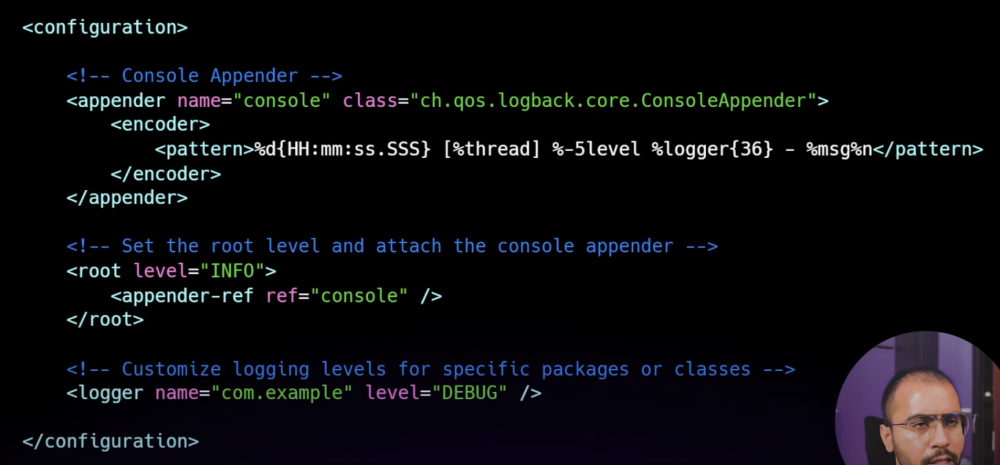 <configuration>
<!-- Console Appender -->
<appender name="console" class="ch.qos.logback.core.ConsoleAppender">
<encoder>
<pattern>%d{HH:mm:ss.SSS} [%thread] %-5level %logger{36} - %msg%n</pattern>
</encoder>
</appender>
<!-- Set the root level and attach the console appender -->
<root level="INFO">
<appender-ref ref="console" />
</root>
<!-- Customize logging levels for specific packages or classes -->
<logger name="com.example" level="DEBUG" />
</configuration>